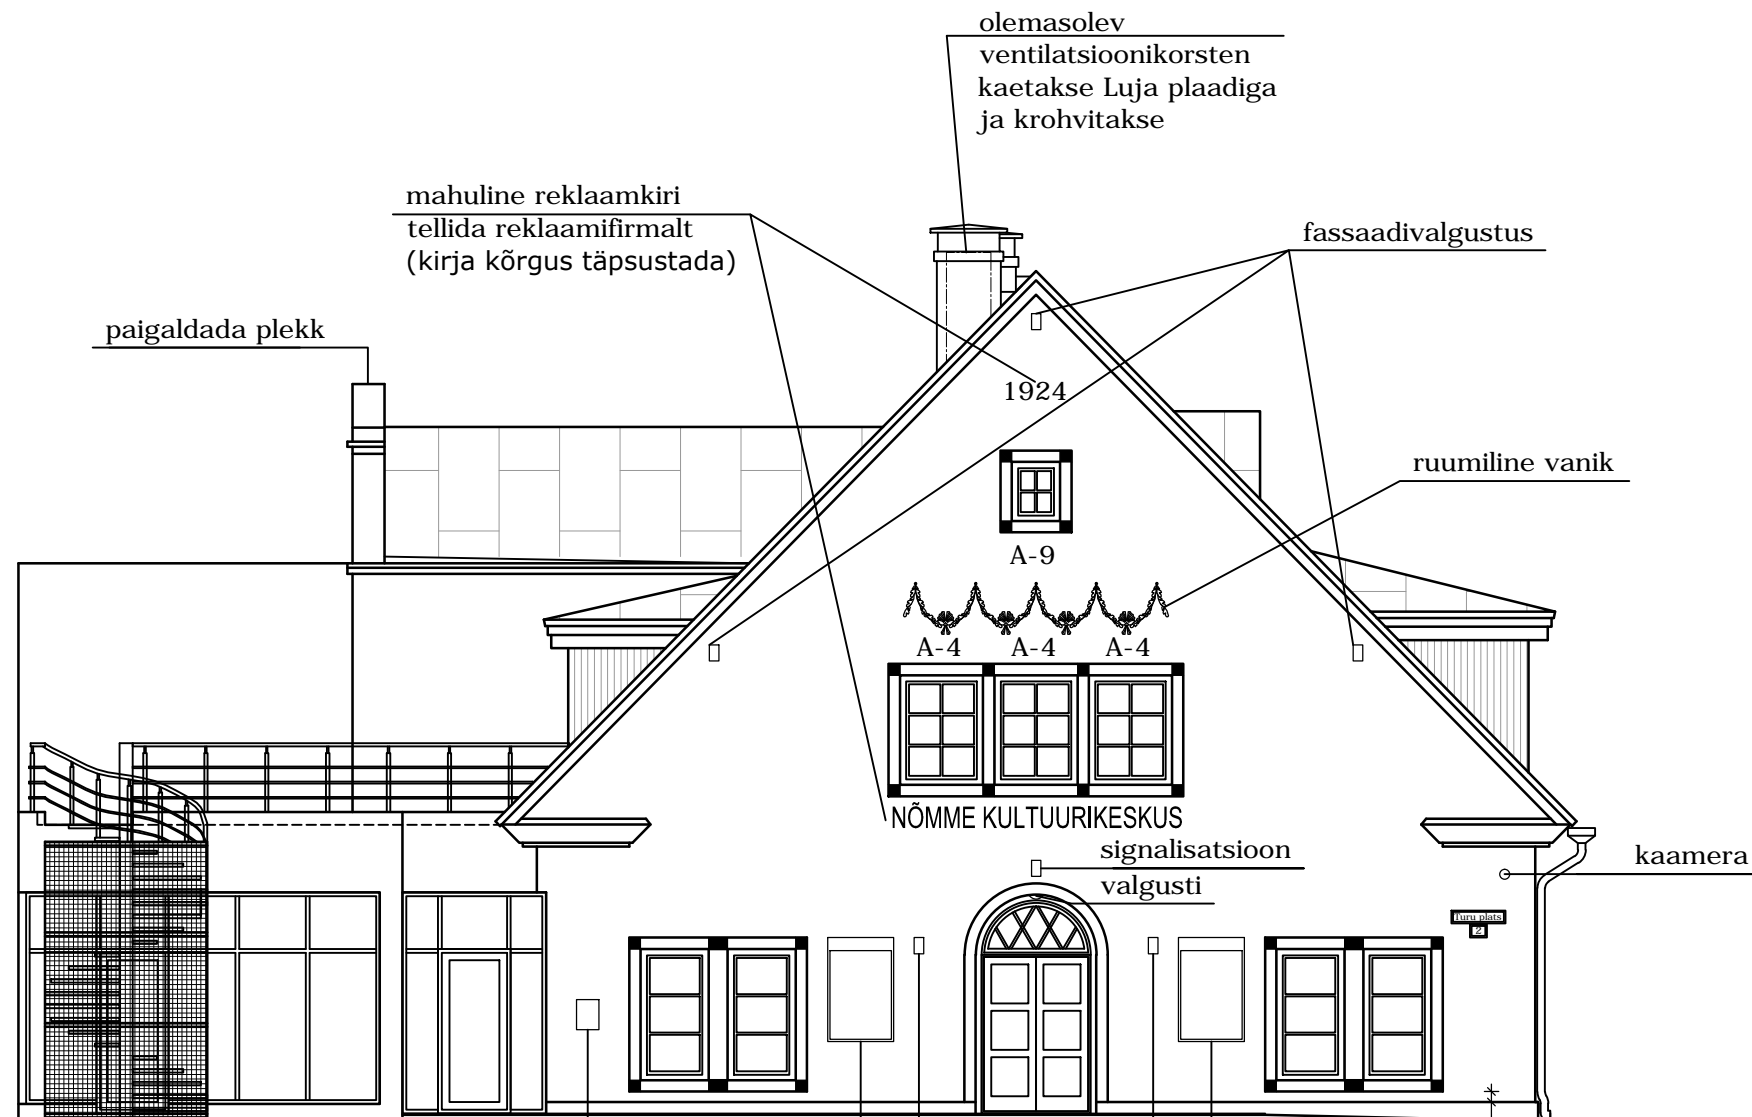 olemasolev
ventilatsioonikorsten
kaetakse Luja plaadiga
ja krohvitakse
mahuline reklaamkiri
tellida reklaamifirmalt
(kirja kõrgus täpsustada)
fassaadivalgustus
paigaldada plekk
1924
ruumiline vanik
A-9
A-4 A-4 A-4
NÕMME KULTUURIKESKUS
signalisatsioon
kaamera
valgusti
Turu plats
2